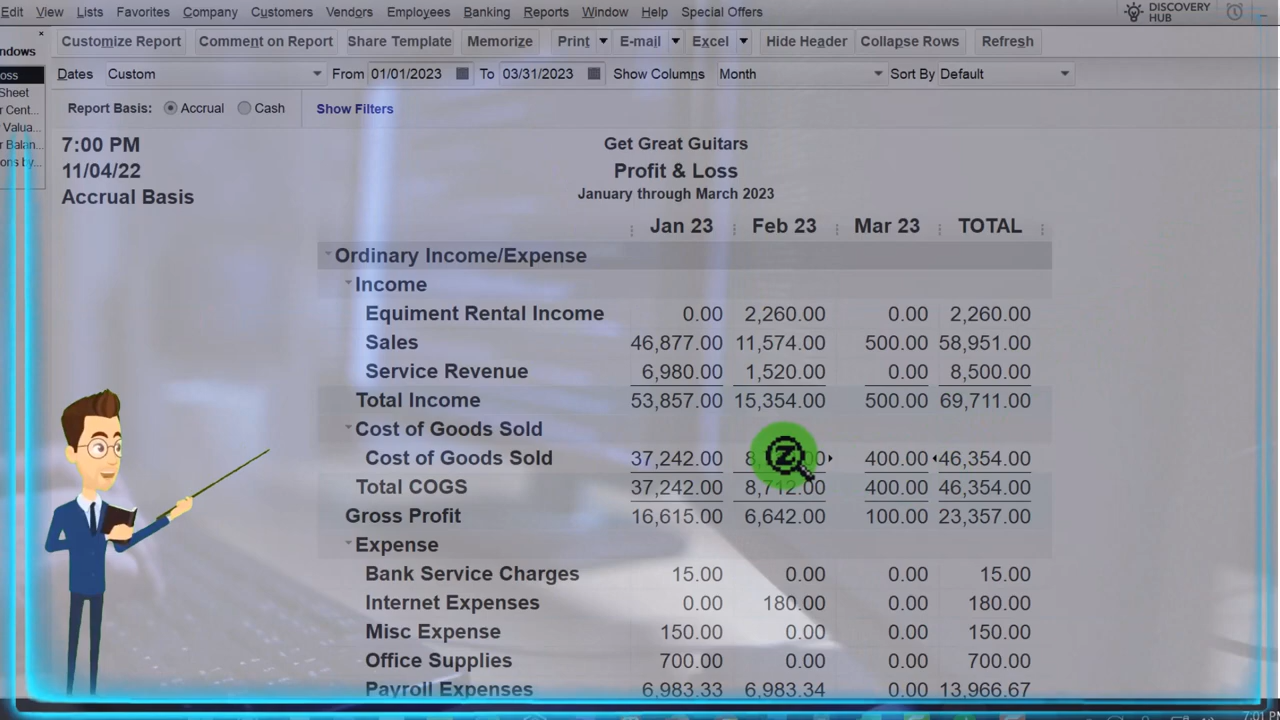 Edit View Lists Favorites Company Customers Vendors Employees Banking Reports Window Help Special Offers DISCOVERY HUB
ndows
Customize Report Comment on Report Share Template Memorize Print E-mail Excel Hide Header Collapse Rows Refresh
oss
Dates Custom From 01/01/2023 To 03/31/2023 Show Columns Month Sort By Default
Sheet
r Cent...
Report Basis: Accrual Cash Show Filters
r Valua...
r Balan...
ons by...
7:00 PM Get Great Guitars
11/04/22 Profit & Loss
Accrual Basis January through March 2023
Jan 23 Feb 23 Mar 23 TOTAL
Ordinary Income/Expense
Income
Equiment Rental Income 0.00 2,260.00 0.00 2,260.00
Sales 46,877.00 11,574.00 500.00 58,951.00
Service Revenue 6,980.00 1,520.00 0.00 8,500.00
Total Income 53,857.00 15,354.00 500.00 69,711.00
Cost of Goods Sold
Cost of Goods Sold 37,242.00 400.00 46,354.00
Total COGS 37,242.00 8,712.00 400.00 46,354.00
Gross Profit 16,615.00 6,642.00 100.00 23,357.00
Expense
Bank Service Charges 15.00 0.00 0.00 15.00
Internet Expenses 0.00 180.00 0.00 180.00
Misc Expense 150.00 0.00 0.00 150.00
Office Supplies 700.00 0.00 0.00 700.00
Payroll Expenses 6,983.33 6,983.34 0.00 13,966.67
7:01 PM